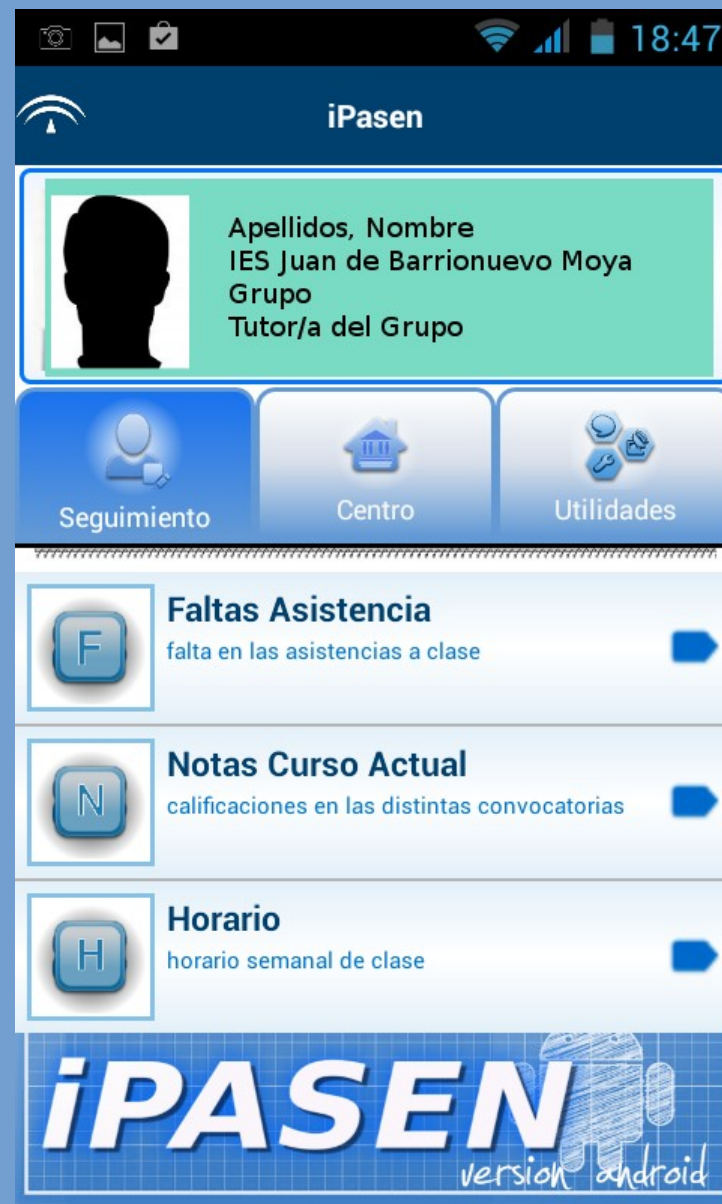 18:47
iPasen
Apellidos, Nombre
IES Juan de Barrionuevo Moya
Grupo
Tutor/a del Grupo
Seguimiento
Centro
Utilidades
F
Faltas Asistencia
falta en las asistencias a clase
N
Notas Curso Actual
calificaciones en las distintas convocatorias
H
Horario
horario semanal de clase
iPASEN
version android